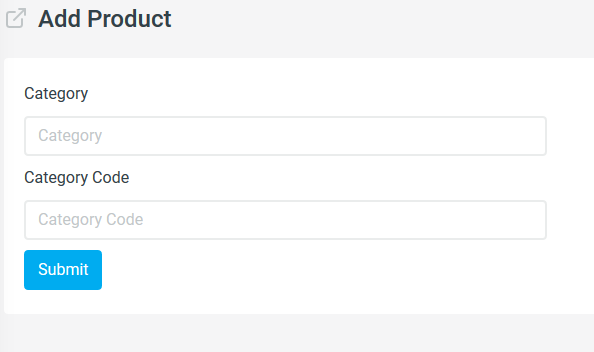 Add Product
Category
Category
Category Code
Category Code
Submit